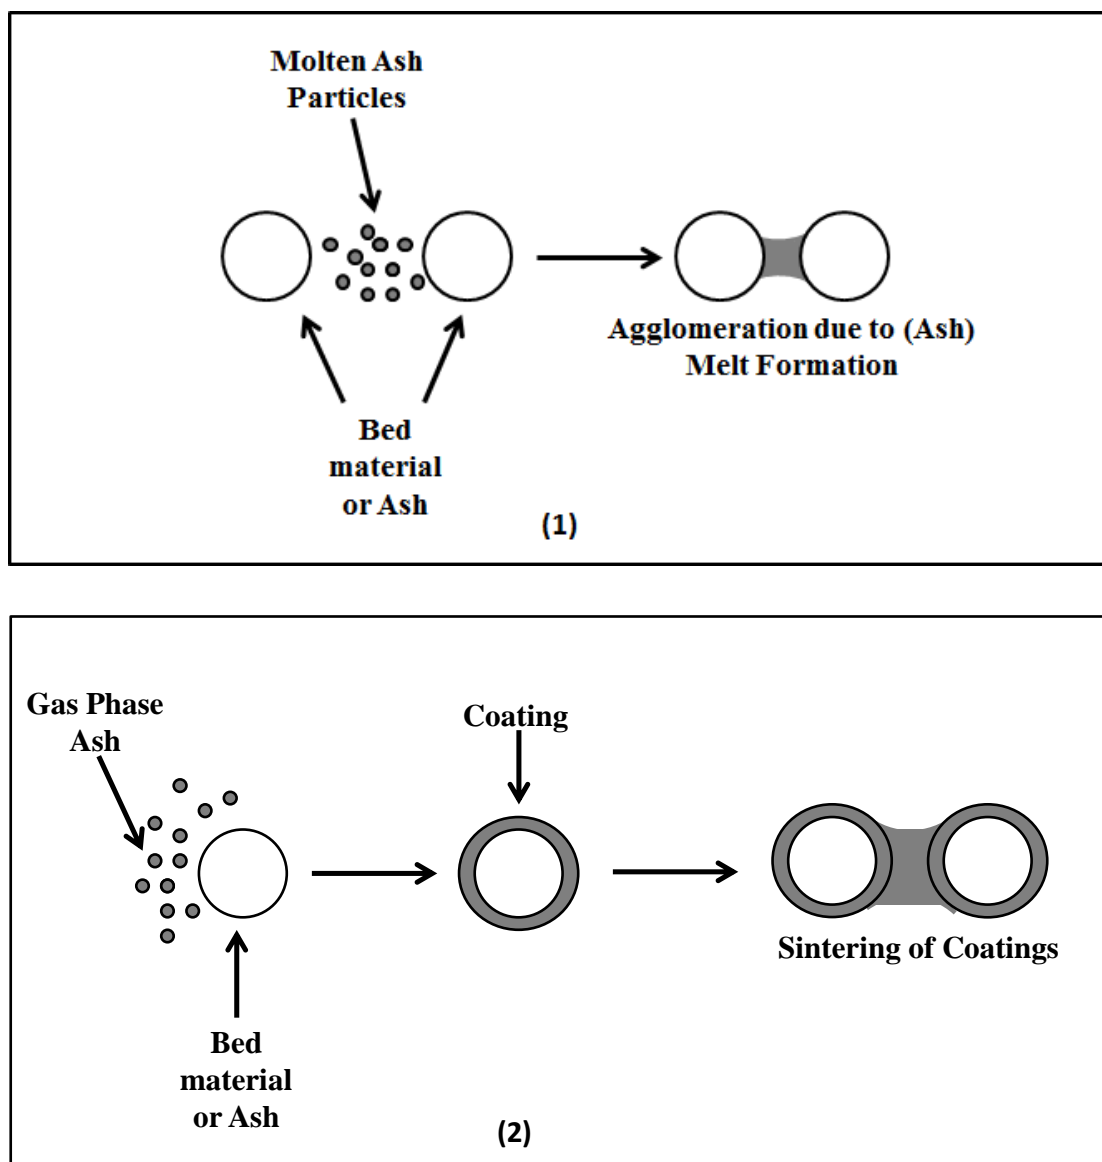 Molten Ash
Particles
Agglomeration due to (Ash)
Melt Formation
Bed
material
or Ash
(1)
Gas Phase
Ash
Coating
Sintering of Coatings
Bed
material
or Ash
(2)